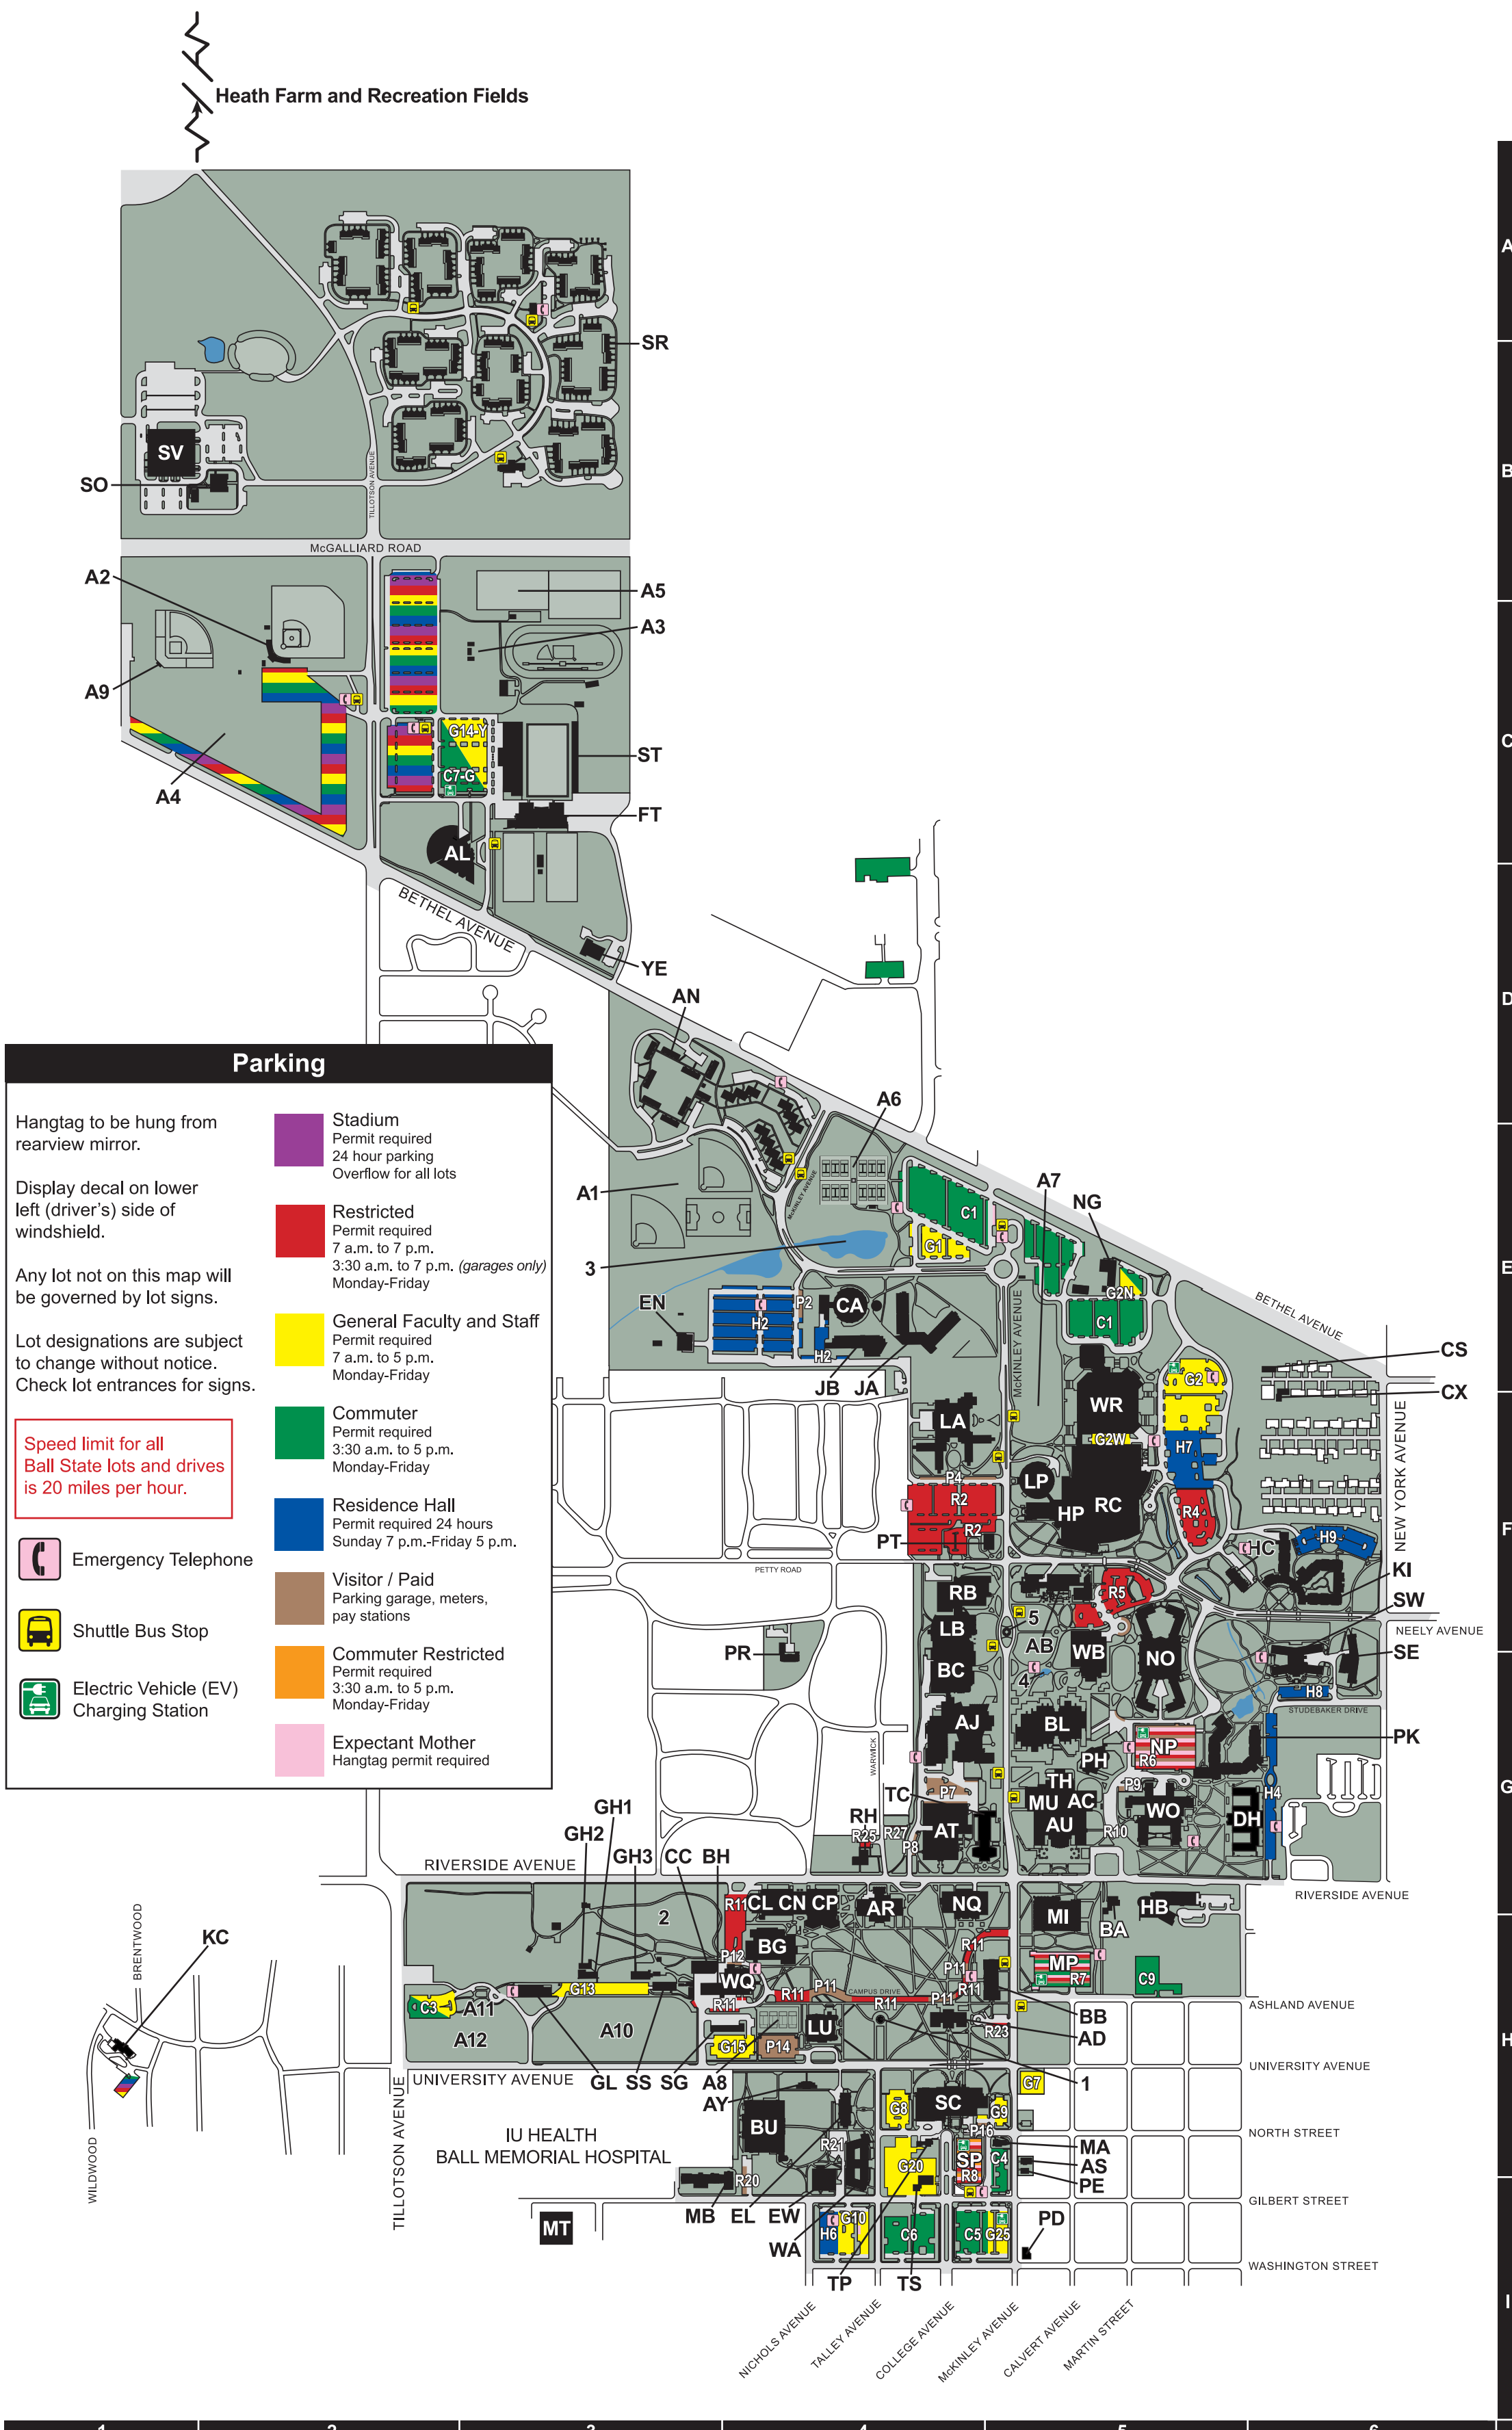 Heath Farm and Recreation Fields
A
SR
B
SV
SO
TILLOTSON AVENUE
McGALLIARD ROAD
A2
A5
A3
A9
G14-Y
C7-G
C
ST
A4
FT
AL
BETHEL AVENUE
YE
AN
D
Parking
Hangtag to be hung from
rearview mirror.
Display decal on lower
left (driver's) side of
windshield.
Any lot not on this map will
be governed by lot signs.
Lot designations are subject
to change without notice.
Check lot entrances for signs.
Speed limit for all
Ball State lots and drives
is 20 miles per hour.
Emergency Telephone
Shuttle Bus Stop
Electric Vehicle (EV)
Charging Station
Stadium
Permit required
24 hour parking
Overflow for all lots
Restricted
Permit required
7 a.m. to 7 p.m.
3:30 a.m. to 7 p.m. (garages only)
Monday-Friday
General Faculty and Staff
Permit required
7 a.m. to 5 p.m.
Monday-Friday
Commuter
Permit required
3:30 a.m. to 5 p.m.
Monday-Friday
Residence Hall
Permit required 24 hours
Sunday 7 p.m.-Friday 5 p.m.
Visitor / Paid
Parking garage, meters,
pay stations
Commuter Restricted
Permit required
3:30 a.m. to 5 p.m.
Monday-Friday
Expectant Mother
Hangtag permit required
A6
A1
McKINLEY AVENUE
C1
A7
NG
G1
3
E
G2N
EN
P2
CA
H2
C1
BETHEL AVENUE
H2
McKINLEY AVENUE
CS
JB
JA
G2
CX
WR
LA
G2W
H7
NEW YORK AVENUE
P4
LP
R2
RC
HP
R4
R2
PT
H9
F
HC
PETTY ROAD
KI
RB
R5
SW
5
LB
AB
NEELY AVENUE
PR
WB
NO
SE
BC
4
H8
STUDEBAKER DRIVE
AJ
BL
PK
WARWICK
NP
R6
PH
P7
TH
P9
TC
MU
AC
H4
G
GH1
RH
WO
DH
R25
R27
AT
AU
R10
GH2
P8
GH3
CC
BH
RIVERSIDE AVENUE
RIVERSIDE AVENUE
R11
CL
CN
CP
AR
NQ
HB
2
MI
BA
KC
BRENTWOOD
BG
R11
P12
MP
P11
R7
C9
WQ
G13
P11
R11
CAMPUS DRIVE
R11
C3
A11
R11
R11
P11
ASHLAND AVENUE
BB
A12
A10
LU
AD
R23
H
G15
P14
UNIVERSITY AVENUE
UNIVERSITY AVENUE
GL
SS
SG
A8
1
G7
AY
G8
SC
G9
BU
TILLOTSON AVENUE
IU HEALTH
BALL MEMORIAL HOSPITAL
P16
NORTH STREET
R21
MA
WILDWOOD
SP
C4
AS
G20
R8
PE
R20
GILBERT STREET
MB
EL
EW
MT
G10
PD
H6
C6
C5
G25
WA
WASHINGTON STREET
TP
TS
I
NICHOLS AVENUE
TALLEY AVENUE
COLLEGE AVENUE
McKINLEY AVENUE
CALVERT AVENUE
MARTIN STREET